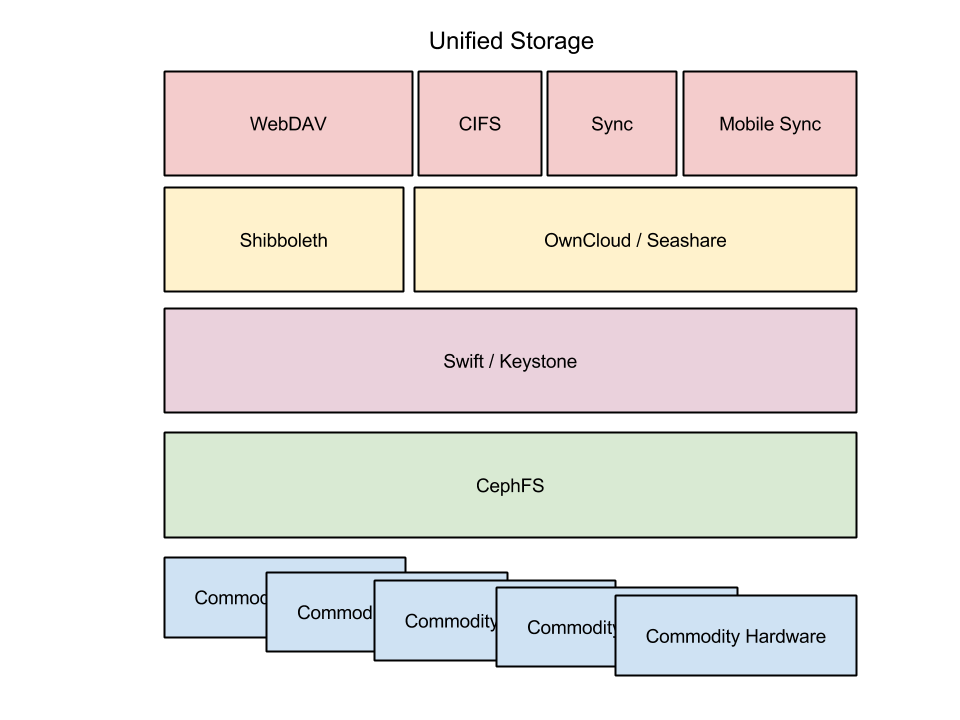 Unified Storage
WebDAV
CIFS
Sync
Mobile Sync
Shibboleth
OwnCloud / Seashare
Swift / Keystone
CephFS
Commod
Commod
Commodity
Commodity
Commodity Hardware